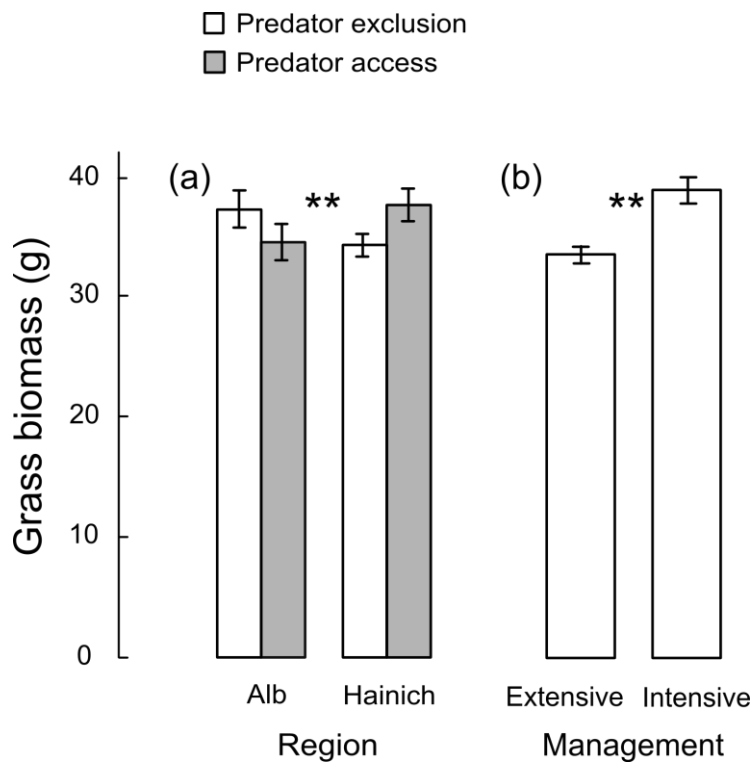 Predator exclusion
Predator access
Grass biomass (g)
40
30
20
10
0
(a)
**
(b)
**
Alb
Hainich
Extensive
Intensive
Region
Management